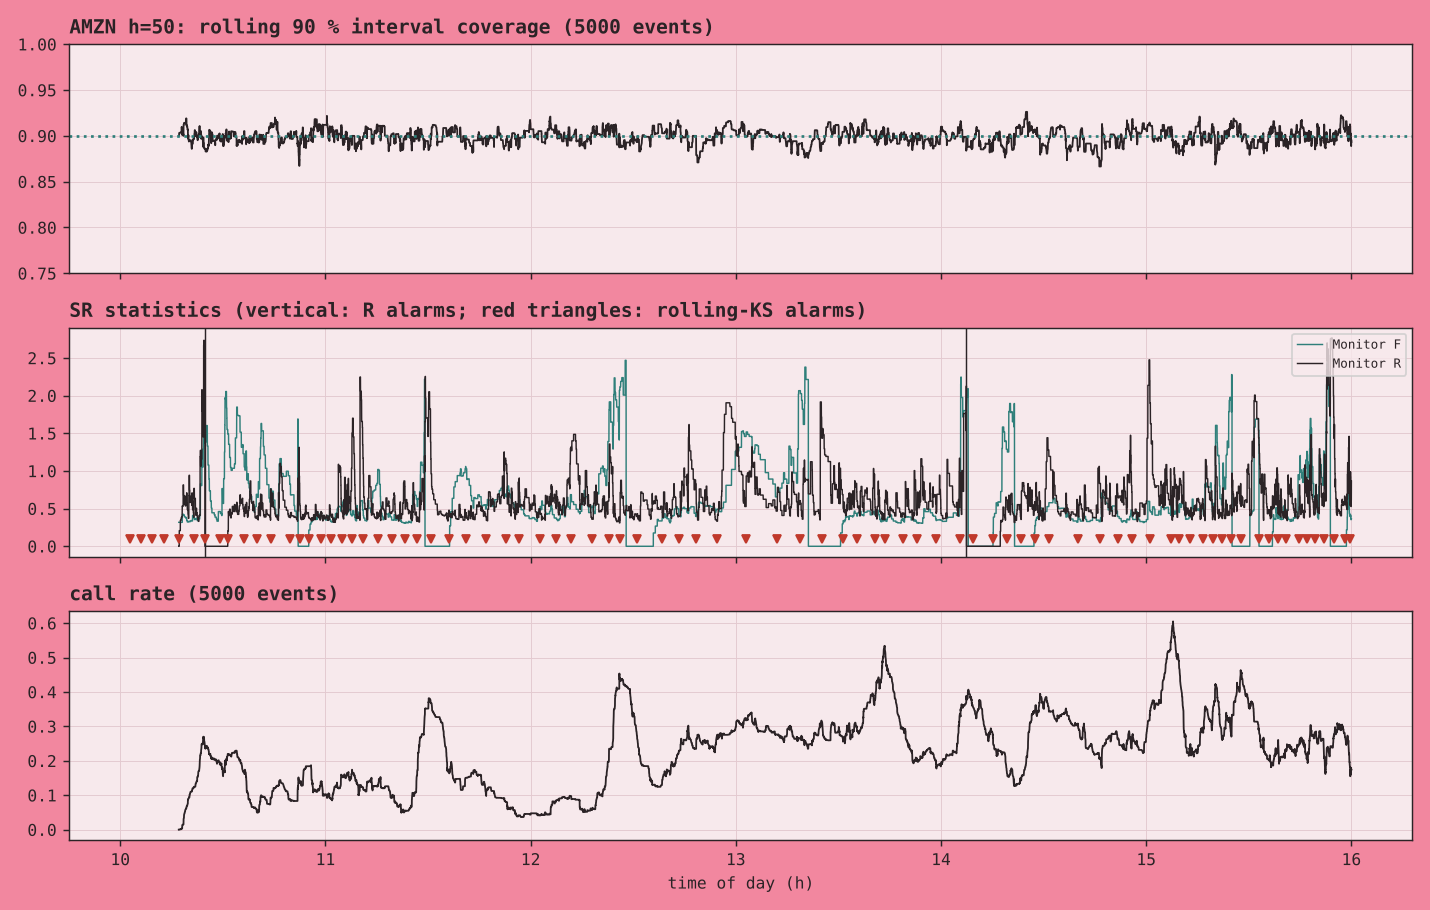 AMZN h=50: rolling 90 % interval coverage (5000 events)
1.00
0.95
0.90
0.85
0.80
0.75
SR statistics (vertical: R alarms; red triangles: rolling-KS alarms)
2.5
2.0
1.5
1.0
0.5
0.0
Monitor F
Monitor R
call rate (5000 events)
0.6
0.5
0.4
0.3
0.2
0.1
0.0
10 11 12 13 14 15 16
time of day (h)